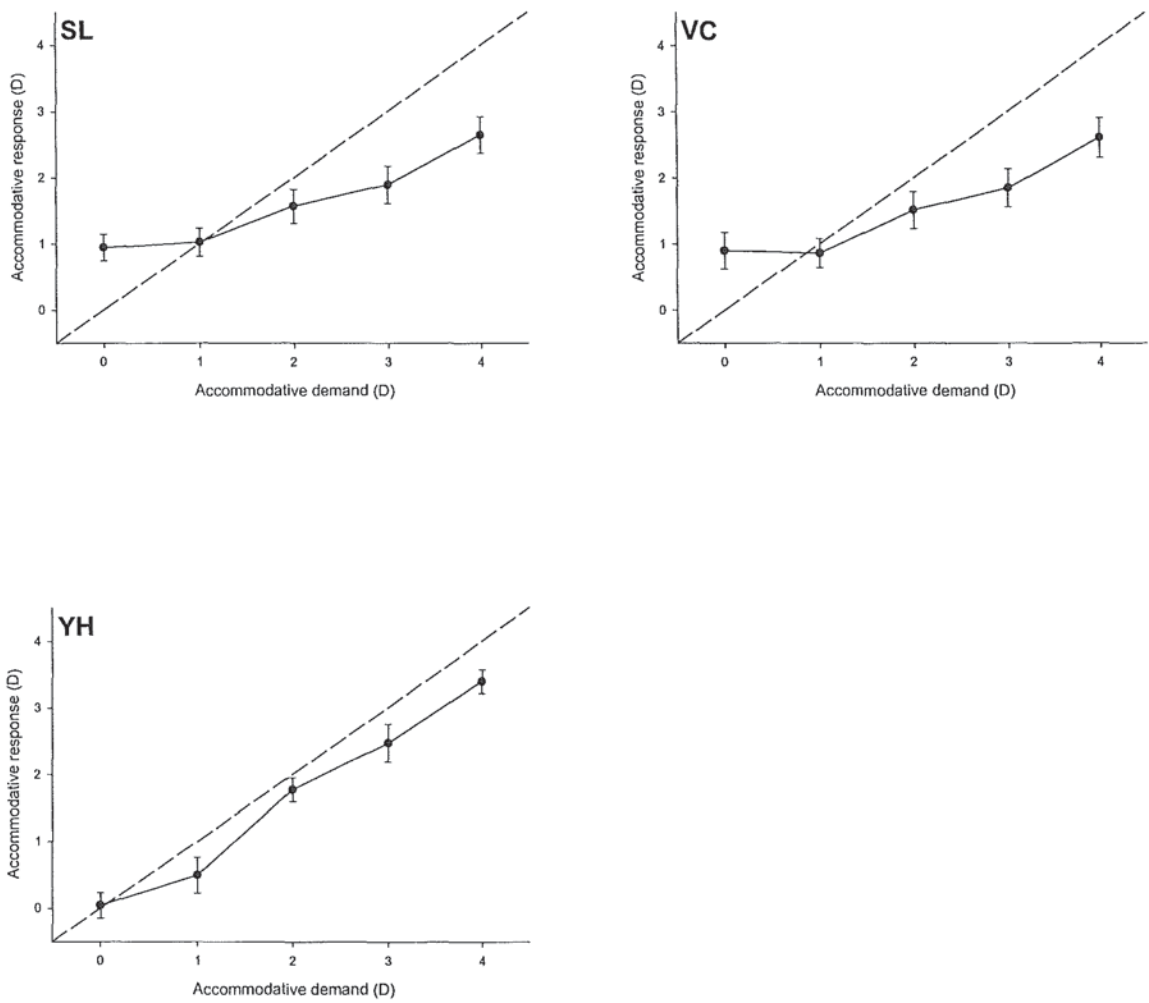 SL
4
3
2
1
0
Accommodative response (D)
0 1 2 3 4
Accommodative demand (D)
VC
4
3
2
1
0
Accommodative response (D)
0 1 2 3 4
Accommodative demand (D)
YH
4
3
2
1
0
Accommodative response (D)
0 1 2 3 4
Accommodative demand (D)